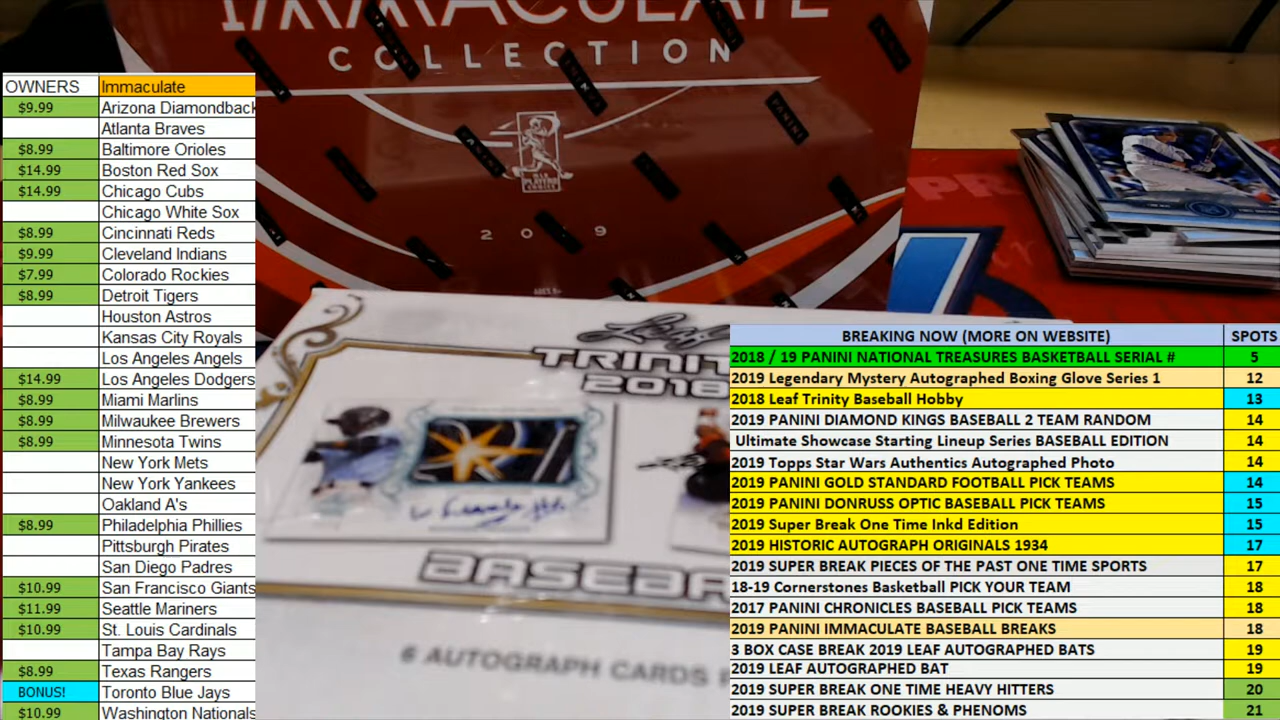 IMMACULATE
COLLECTION
2019
OWNERS Immaculate
$9.99 Arizona Diamondback
Atlanta Braves
$8.99 Baltimore Orioles
$14.99 Boston Red Sox
$14.99 Chicago Cubs
Chicago White Sox
$8.99 Cincinnati Reds
$9.99 Cleveland Indians
$7.99 Colorado Rockies
$8.99 Detroit Tigers
Houston Astros
Kansas City Royals
Los Angeles Angels
$14.99 Los Angeles Dodgers
$8.99 Miami Marlins
$8.99 Milwaukee Brewers
$8.99 Minnesota Twins
New York Mets
New York Yankees
Oakland A's
$8.99 Philadelphia Phillies
Pittsburgh Pirates
San Diego Padres
$10.99 San Francisco Giants
$11.99 Seattle Mariners
$10.99 St. Louis Cardinals
Tampa Bay Rays
$8.99 Texas Rangers
BONUS! Toronto Blue Jays
$10.99 Washington Nationals
Leaf
TRINIT
2018
BASEBA
6 AUTOGRAPH CARDS
BREAKING NOW (MORE ON WEBSITE) SPOTS
2018 / 19 PANINI NATIONAL TREASURES BASKETBALL SERIAL # 5
2019 Legendary Mystery Autographed Boxing Glove Series 1 12
2018 Leaf Trinity Baseball Hobby 13
2019 PANINI DIAMOND KINGS BASEBALL 2 TEAM RANDOM 14
Ultimate Showcase Starting Lineup Series BASEBALL EDITION 14
2019 Topps Star Wars Authentics Autographed Photo 14
2019 PANINI GOLD STANDARD FOOTBALL PICK TEAMS 14
2019 PANINI DONRUSS OPTIC BASEBALL PICK TEAMS 15
2019 Super Break One Time Inkd Edition 15
2019 HISTORIC AUTOGRAPH ORIGINALS 1934 17
2019 SUPER BREAK PIECES OF THE PAST ONE TIME SPORTS 17
18-19 Cornerstones Basketball PICK YOUR TEAM 18
2017 PANINI CHRONICLES BASEBALL PICK TEAMS 18
2019 PANINI IMMACULATE BASEBALL BREAKS 18
3 BOX CASE BREAK 2019 LEAF AUTOGRAPHED BATS 19
2019 LEAF AUTOGRAPHED BAT 19
2019 SUPER BREAK ONE TIME HEAVY HITTERS 20
2019 SUPER BREAK ROOKIES & PHENOMS 21